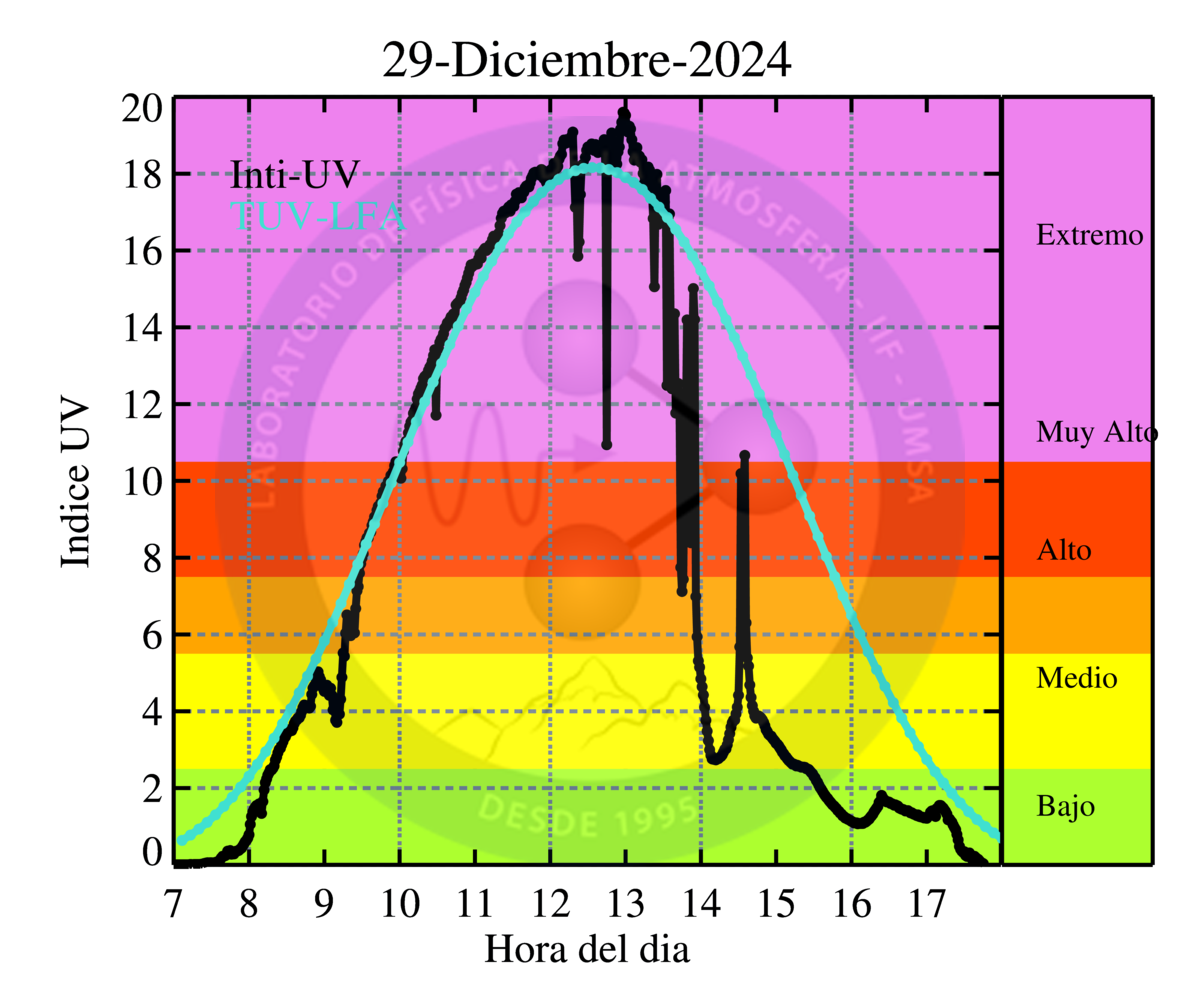 29-Diciembre-2024
Indice UV
20
18
16
14
12
10
8
6
4
2
0
Inti-UV
TUV-LFA
LABORATORIO DE FÍSICA DE LA ATMÓSFERA - IIF - UMSA
DESDE 1995
Extremo
Muy Alto
Alto
Medio
Bajo
7 8 9 10 11 12 13 14 15 16 17
Hora del dia